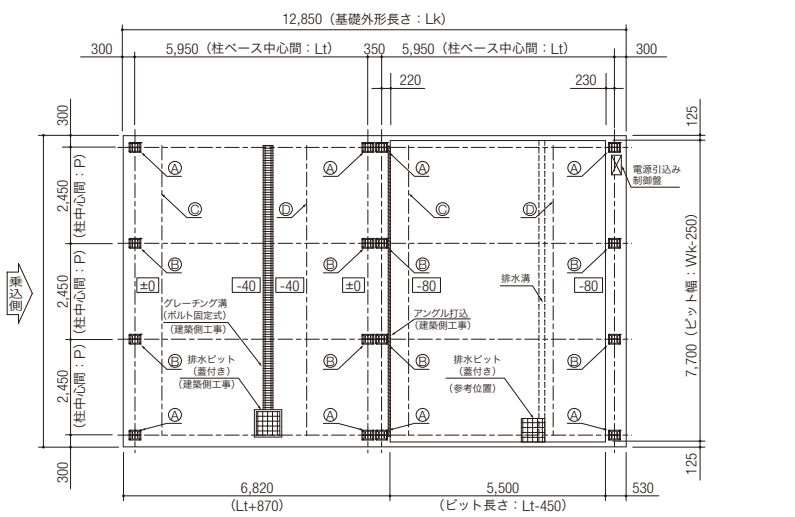 12,850（基礎外形長さ：Lk）
300
5,950（柱ベース中心間：Lt）
350
5,950（柱ベース中心間：Lt）
300
220
230
300
125
2,450
（柱中心間：P）
2,450
（柱中心間：P）
2,450
（柱中心間：P）
300
乗込側
Ⓐ
Ⓐ
Ⓐ
Ⓐ
電源引込み
制御盤
Ⓒ
Ⓓ
Ⓒ
Ⓓ
Ⓑ
Ⓑ
Ⓑ
Ⓑ
±0
-40
-40
±0
-80
-80
排水溝
グレーチング溝
（ボルト固定式）
（建築側工事）
アングル打込
（建築側工事）
Ⓑ
排水ピット
（蓋付き）
（建築側工事）
Ⓑ
Ⓑ
排水ピット
（蓋付き）
（参考位置）
Ⓑ
Ⓐ
Ⓐ
Ⓐ
Ⓐ
7,700（ピット幅：Wk-250）
125
6,820
（Lt+870）
5,500
（ピット長さ：Lt-450）
530